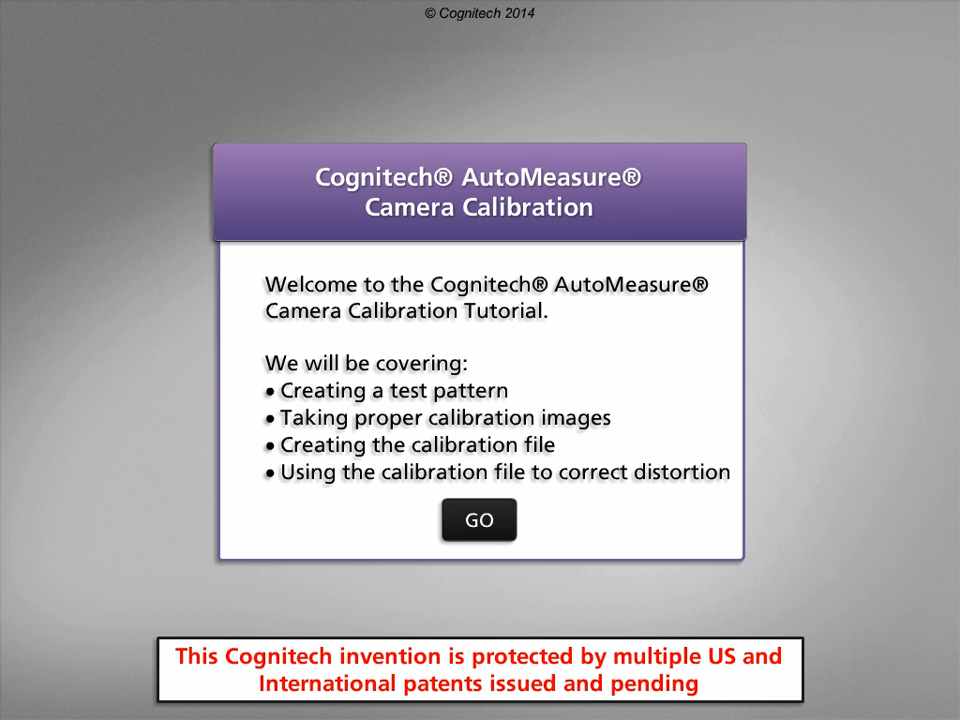 © Cognitech 2014
Cognitech® AutoMeasure®
Camera Calibration
Welcome to the Cognitech® AutoMeasure®
Camera Calibration Tutorial.
We will be covering:
• Creating a test pattern
• Taking proper calibration images
• Creating the calibration file
• Using the calibration file to correct distortion
GO
This Cognitech invention is protected by multiple US and
International patents issued and pending